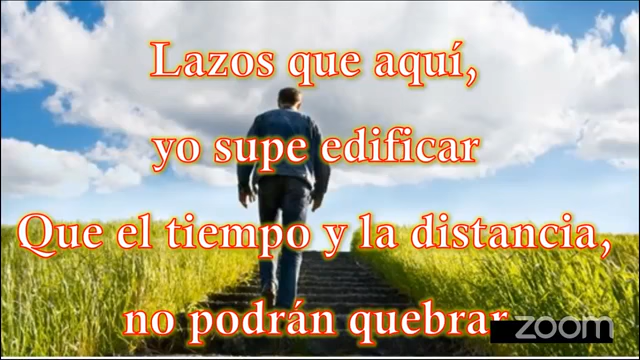 Lazos que aquí,
yo supe edificar
Que el tiempo y la distancia,
no podrán quebrar
zoom